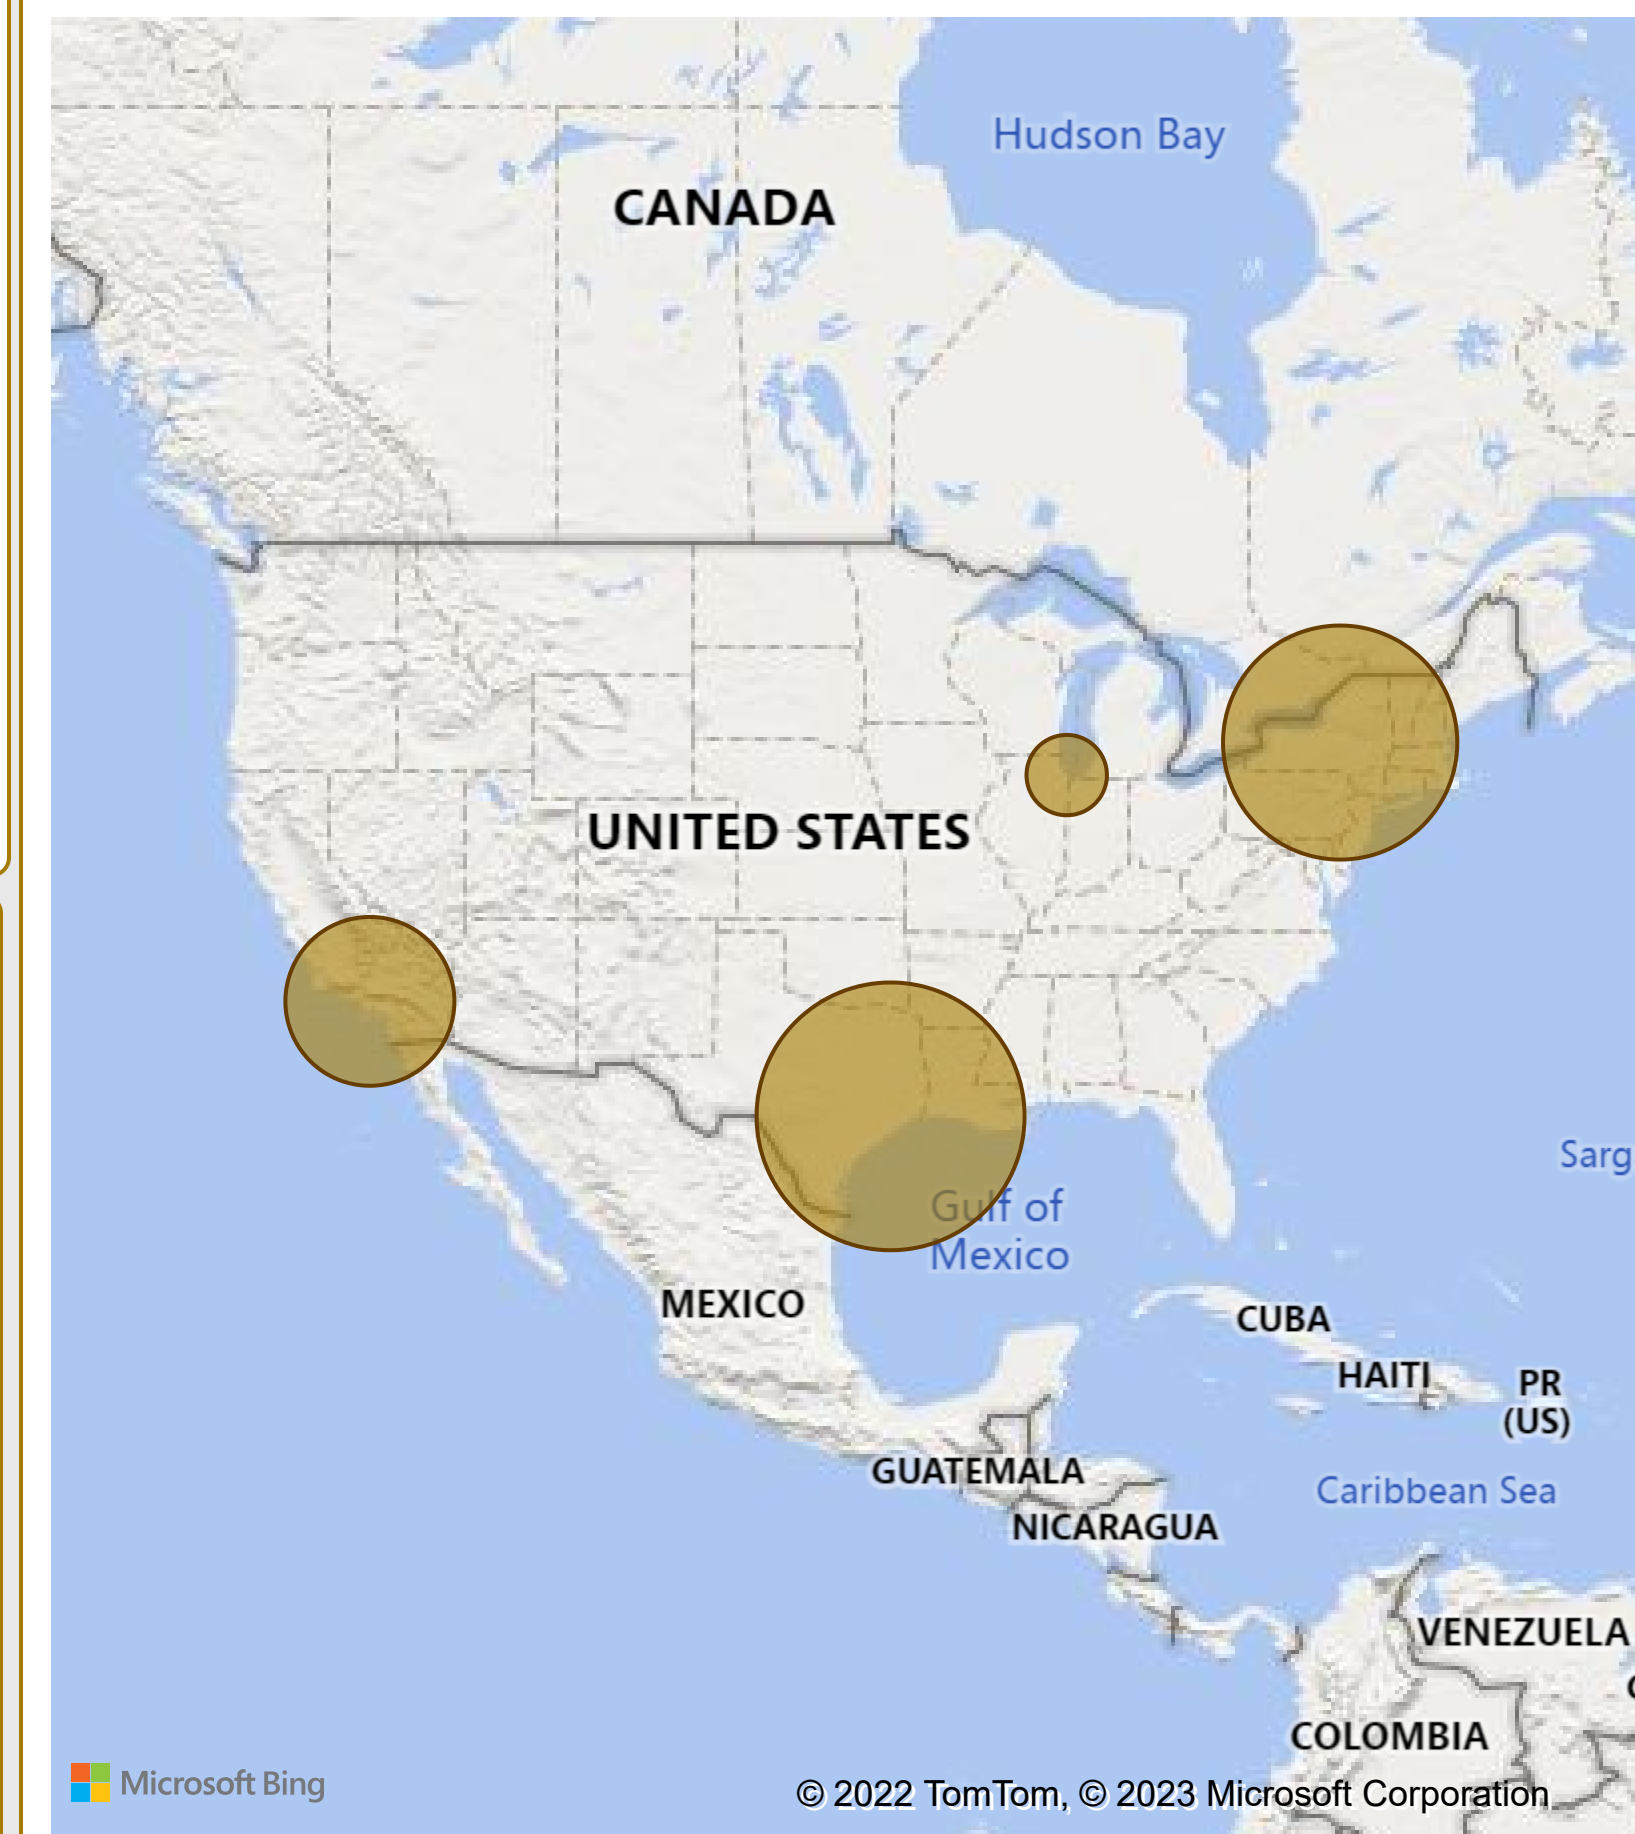 Hudson Bay
CANADA
UNITED STATES
Sarg
Gulf of
Mexico
MEXICO
CUBA
HAITI
PR
(US)
GUATEMALA
Caribbean Sea
NICARAGUA
VENEZUELA
COLOMBIA
Microsoft Bing
© 2022 TomTom, © 2023 Microsoft Corporation